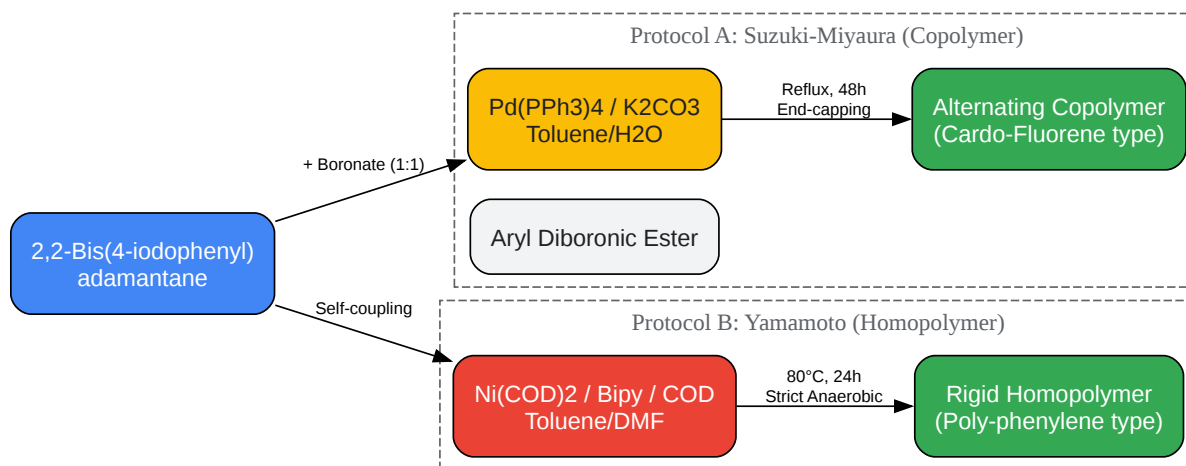 Protocol A: Suzuki-Miyaura (Copolymer)
Pd(PPh3)4 / K2CO3
Toluene/H2O
Reflux, 48h
End-capping
Alternating Copolymer
(Cardo-Fluorene type)
+ Boronate (1:1)
Aryl Diboronic Ester
2,2-Bis(4-iodophenyl)
adamantane
Self-coupling
Protocol B: Yamamoto (Homopolymer)
Ni(COD)2 / Bipy / COD
Toluene/DMF
80°C, 24h
Strict Anaerobic
Rigid Homopolymer
(Poly-phenylene type)